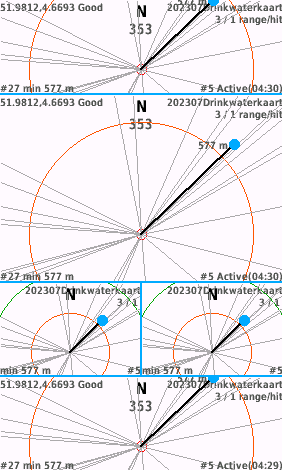 577 m
51.9812,4.6693 Good
N
202307Drinkwaterkaart
3 / 1 range/hit
353
#27 min 577 m
#5 Active(04:30)
51.9812,4.6693 Good
N
202307Drinkwaterkaart
3 / 1 range/hit
353
577 m
#27 min 577 m
#5 Active(04:30)
202307Drinkwaterkaart
N
3 / 1
min 577 m
#5
202307Drinkwaterkaart
N
3 / 1
min 577 m
#5
577 m
51.9812,4.6693 Good
N
202307Drinkwaterkaart
3 / 1 range/hit
353
#27 min 577 m
#5 Active(04:29)